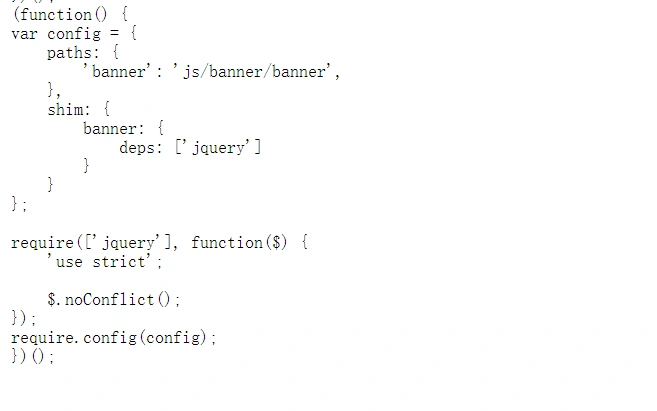 (function() {
var config = {
    paths: {
        'banner': 'js/banner/banner',
    },
    shim: {
        banner: {
            deps: ['jquery']
        }
    }
};

require(['jquery'], function($) {
    'use strict';

    $.noConflict();
});
require.config(config);
})();